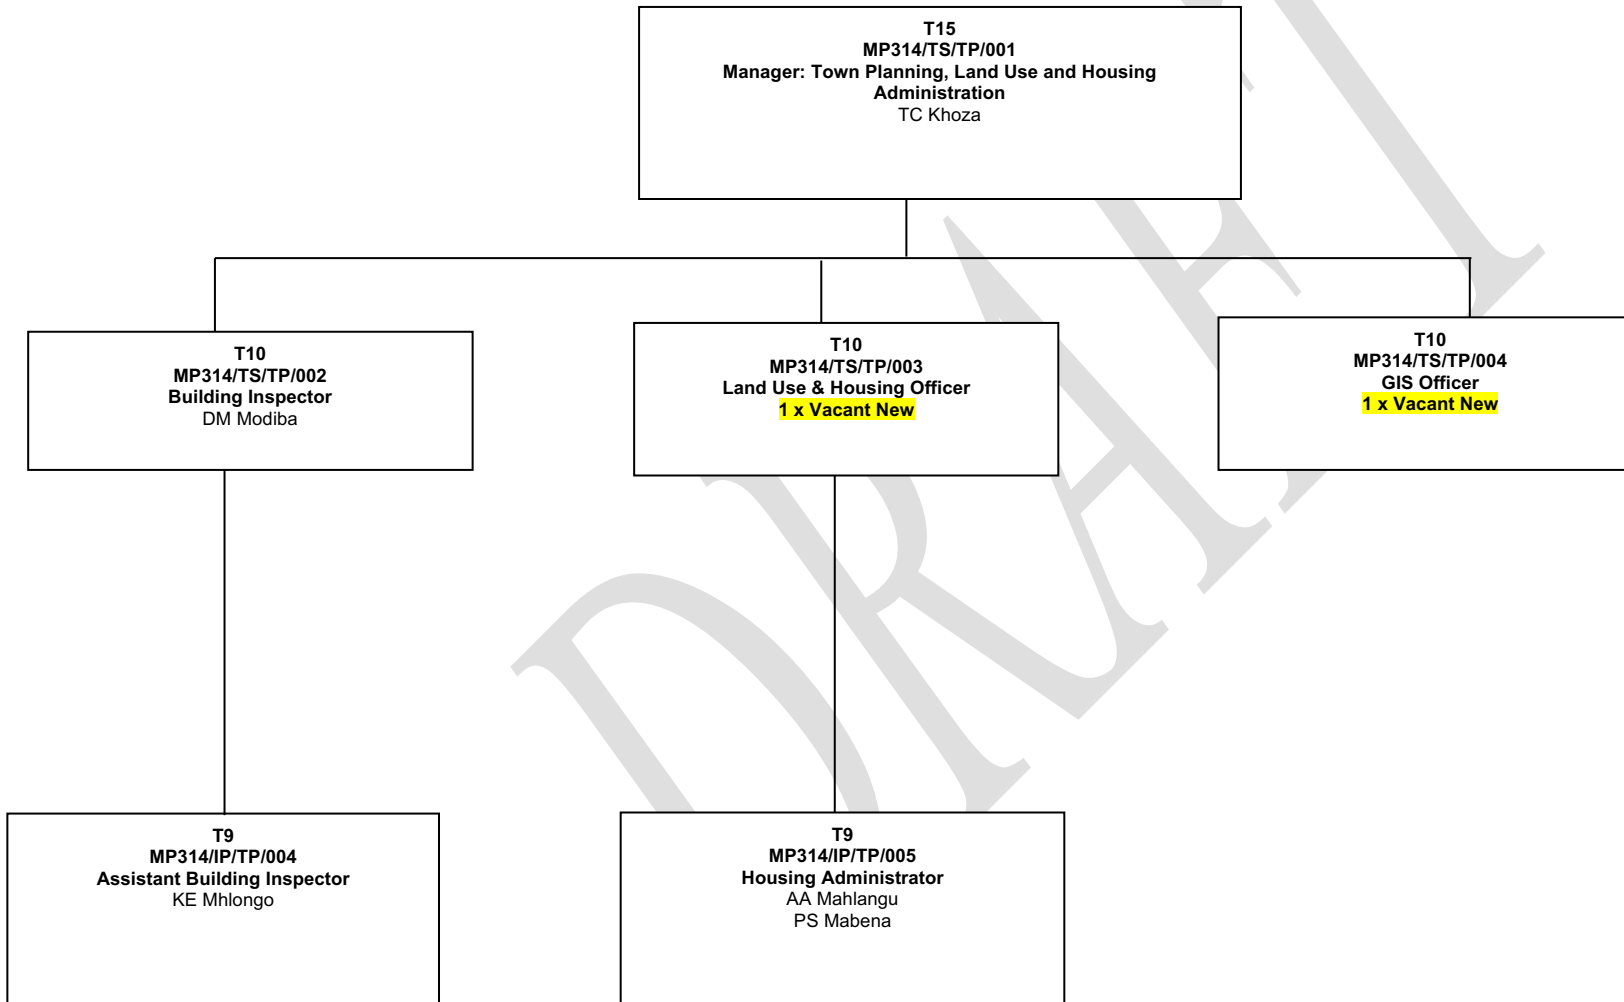 T15
MP314/TS/TP/001
Manager: Town Planning, Land Use and Housing
Administration
TC Khoza
T10
MP314/TS/TP/002
Building Inspector
DM Modiba
T10
MP314/TS/TP/003
Land Use & Housing Officer
1 x Vacant New
T10
MP314/TS/TP/004
GIS Officer
1 x Vacant New
T9
MP314/IP/TP/004
Assistant Building Inspector
KE Mhlongo
T9
MP314/IP/TP/005
Housing Administrator
AA Mahlangu
PS Mabena
DRAFT